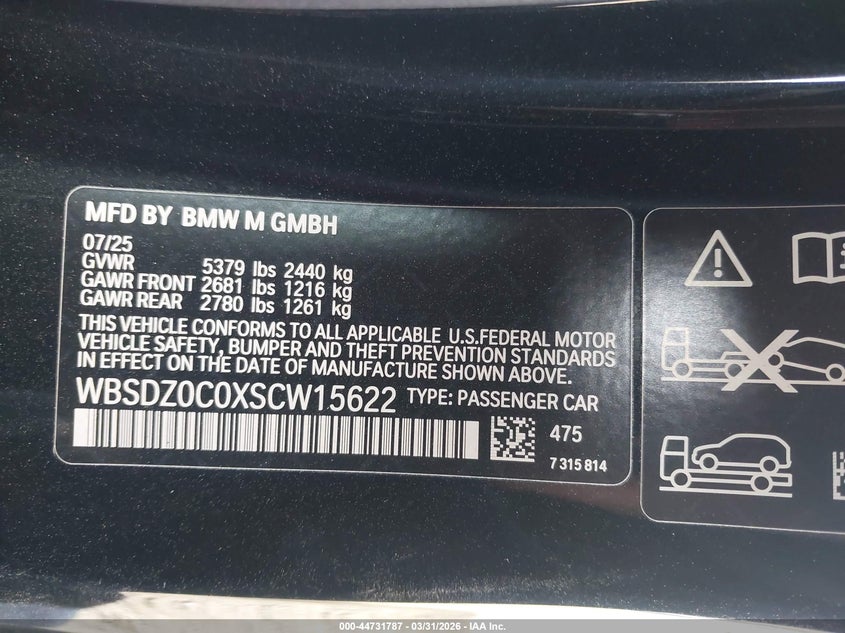 MFD BY BMW M GMBH
07/25
GVWR 5379 lbs 2440 kg
GAWR FRONT 2681 lbs 1216 kg
GAWR REAR 2780 lbs 1261 kg
THIS VEHICLE CONFORMS TO ALL APPLICABLE U.S.FEDERAL MOTOR
VEHICLE SAFETY, BUMPER AND THEFT PREVENTION STANDARDS
IN EFFECT ON THE DATE OF MANUFACTURE SHOWN ABOVE.
WBSDZ0C0XSCW15622 TYPE: PASSENGER CAR
475
7 315 814
000-44731787 - 03/31/2026 - IAA Inc.